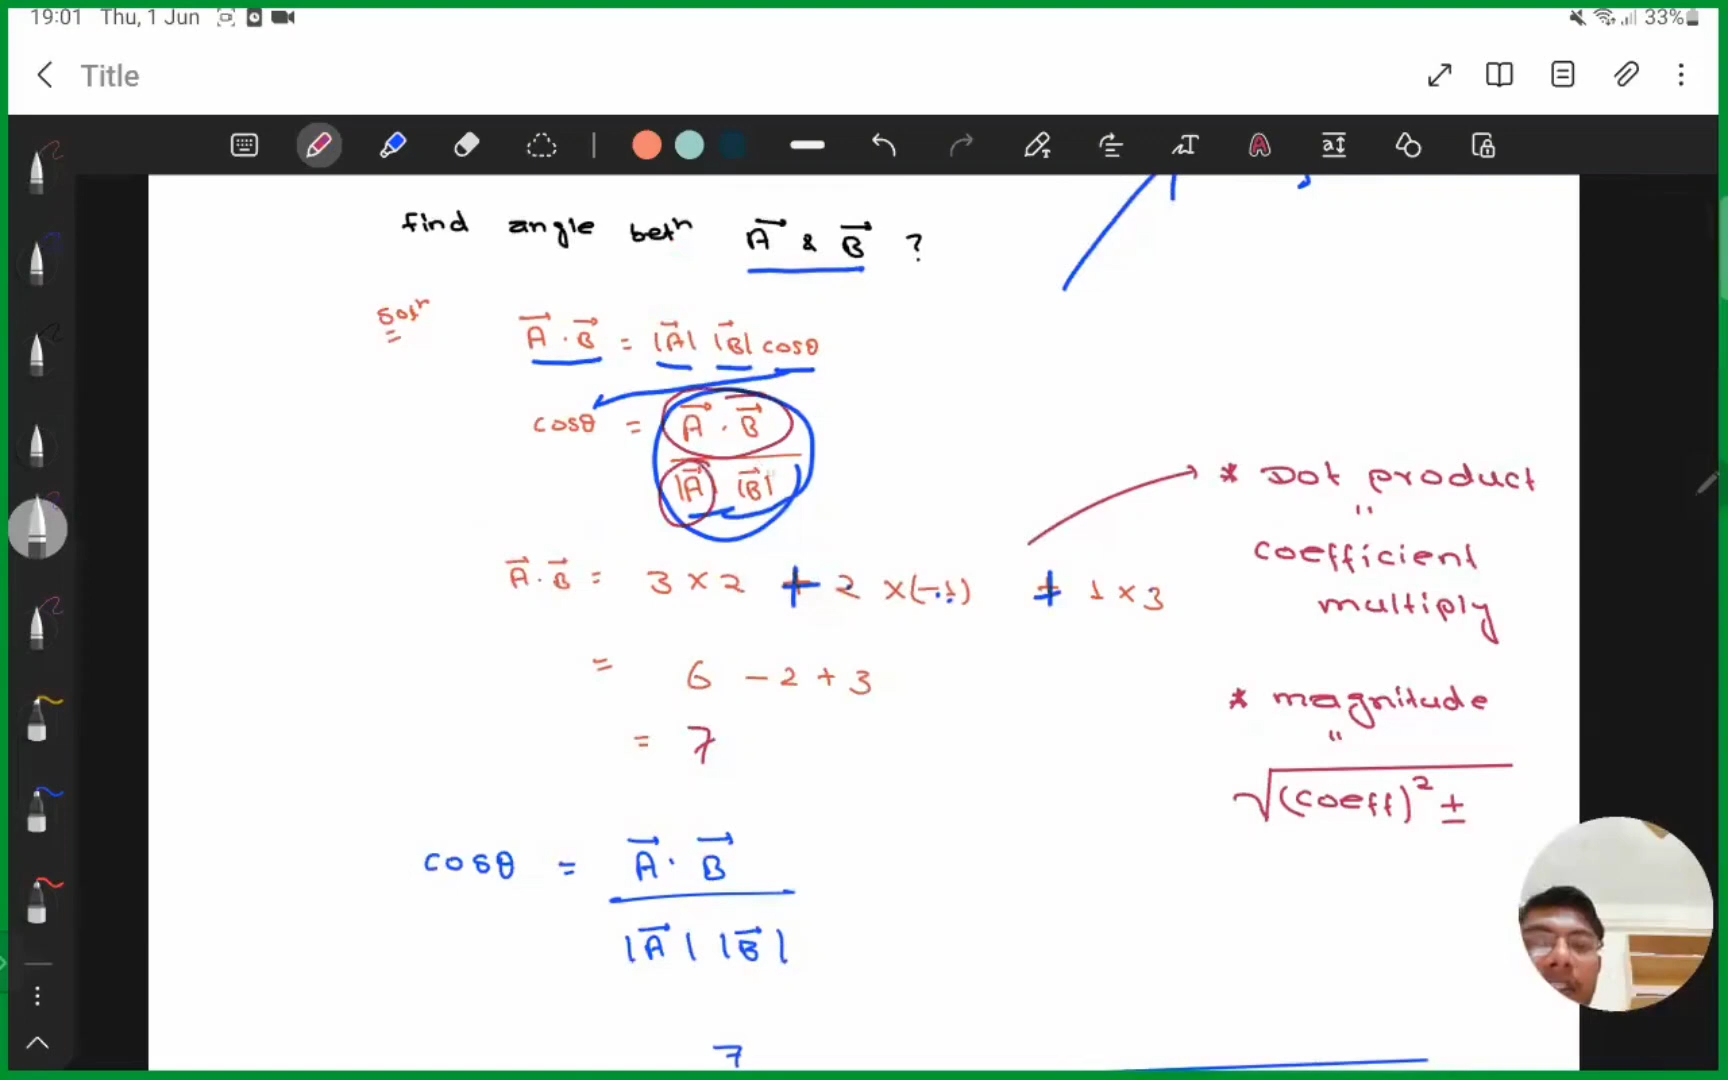 19:01 Thu, 1 Jun 33%
Title
find angle betⁿ A⃗ & B⃗ ?
Solⁿ
A⃗ · B⃗ = |A⃗| |B⃗| cosθ
cosθ = A⃗ · B⃗
|A⃗| |B⃗|
* Dot product
"
coefficient
multiply
A⃗ · B⃗ = 3 × 2 + 2 ×(-1) + 1 × 3
= 6 - 2 + 3
= 7
* magnitude
"
√(coeff)² ±
cosθ = A⃗ · B⃗
|A⃗| |B⃗|
7